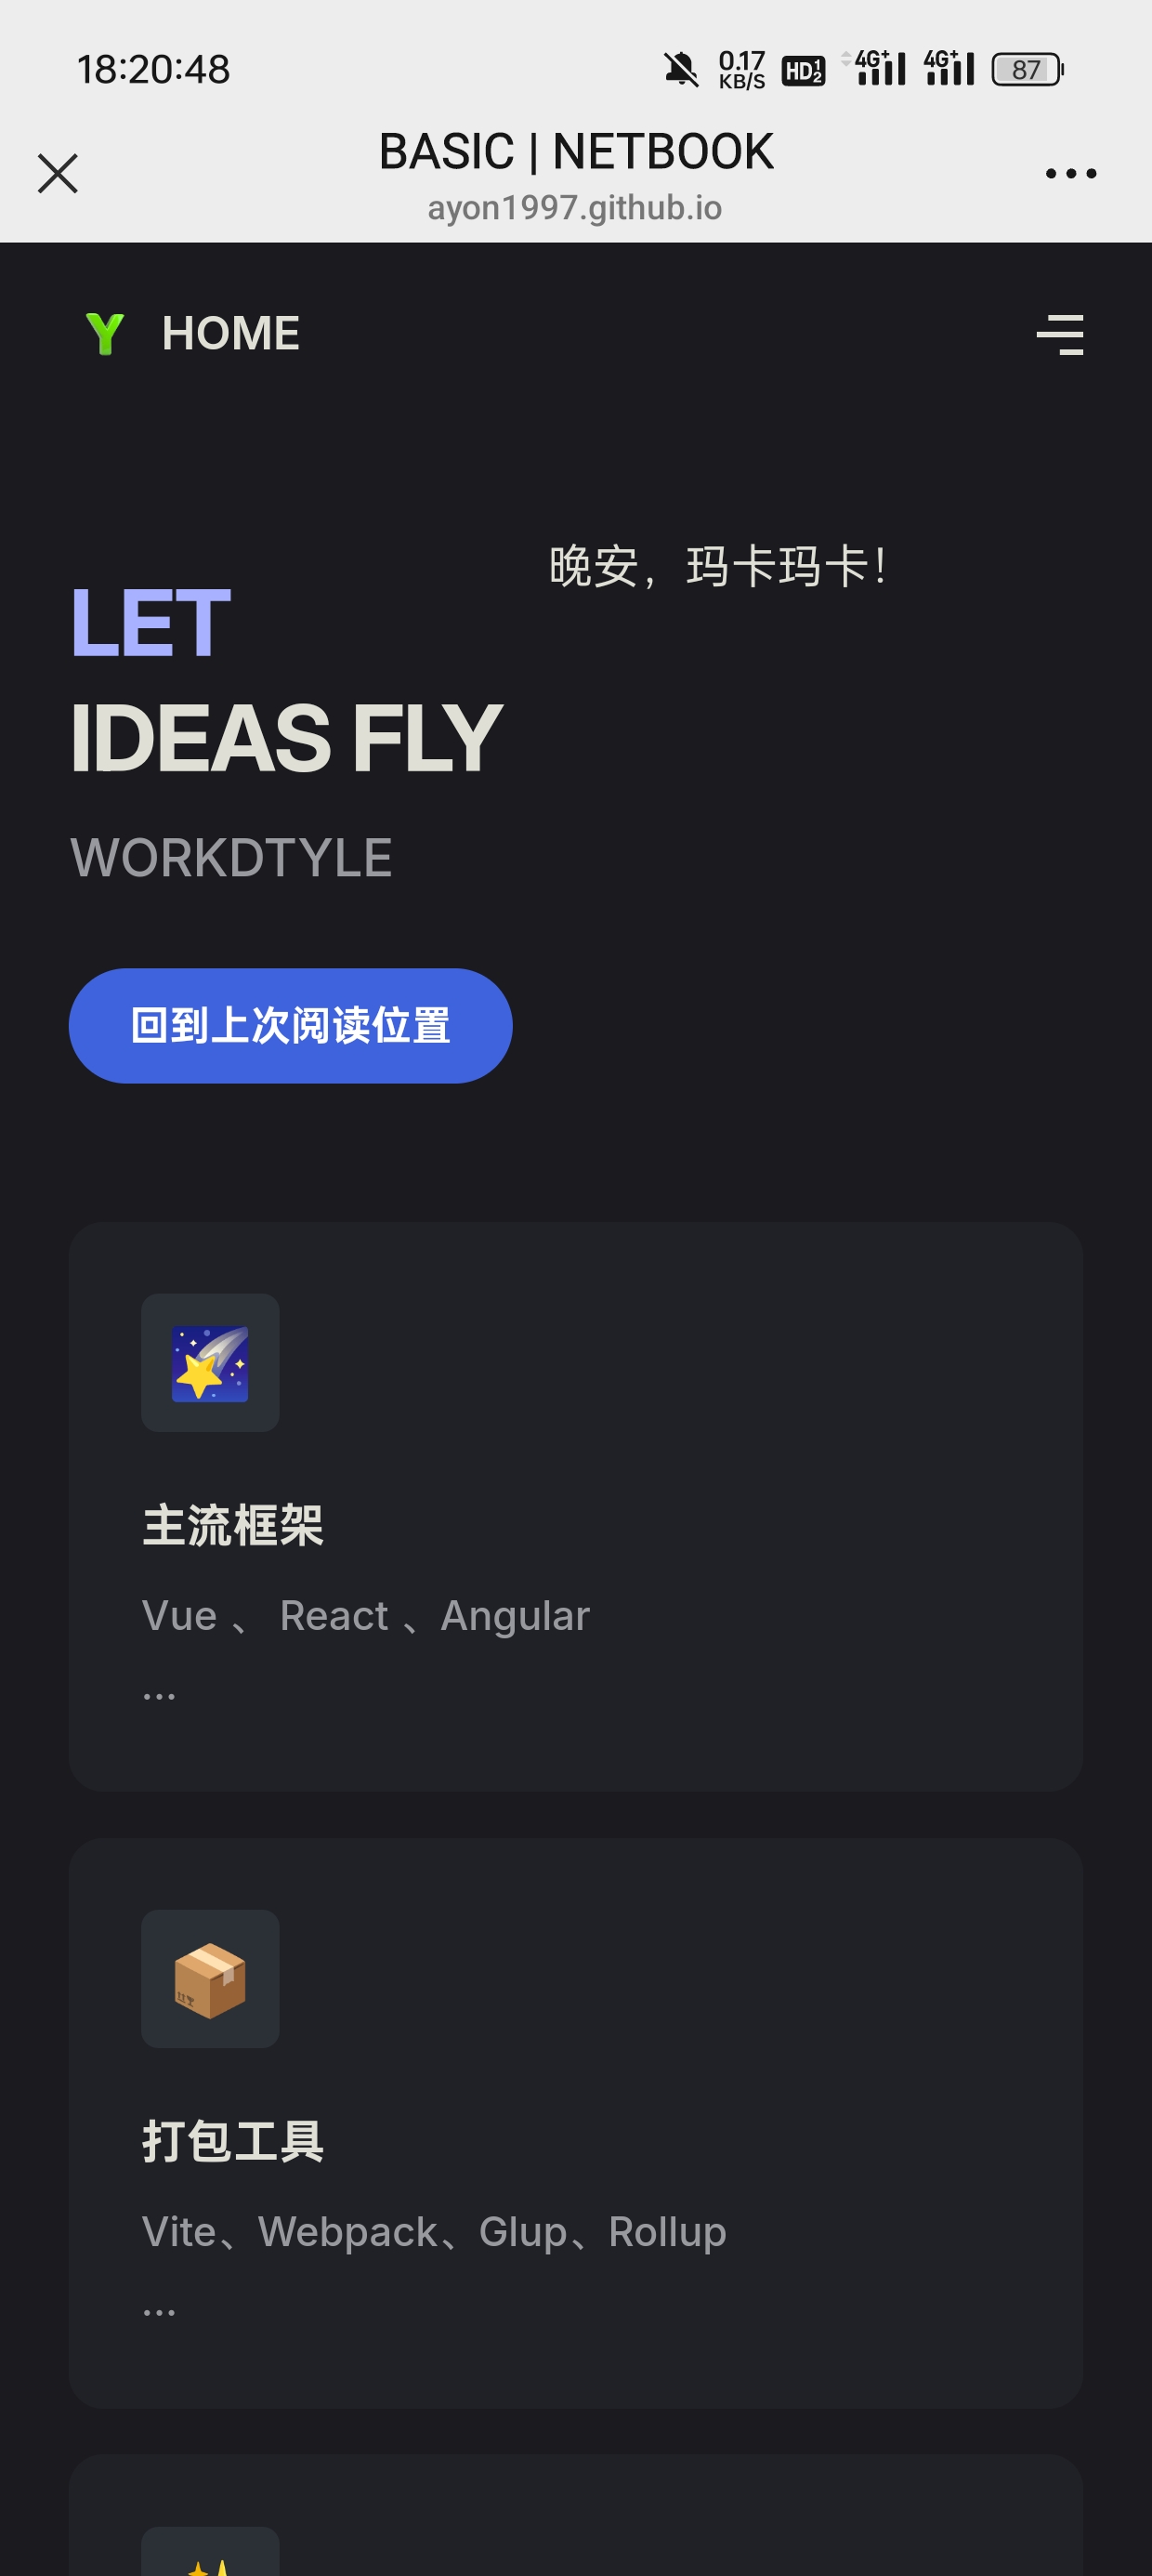 18:20:48
0.17
KB/S
HD 1 2
4G+
4G+
87
BASIC | NETBOOK
ayon1997.github.io
Y HOME
晚安，玛卡玛卡！
LET
IDEAS FLY
WORKDTYLE
回到上次阅读位置
主流框架
Vue 、 React 、Angular
...
打包工具
Vite、Webpack、Glup、Rollup
...